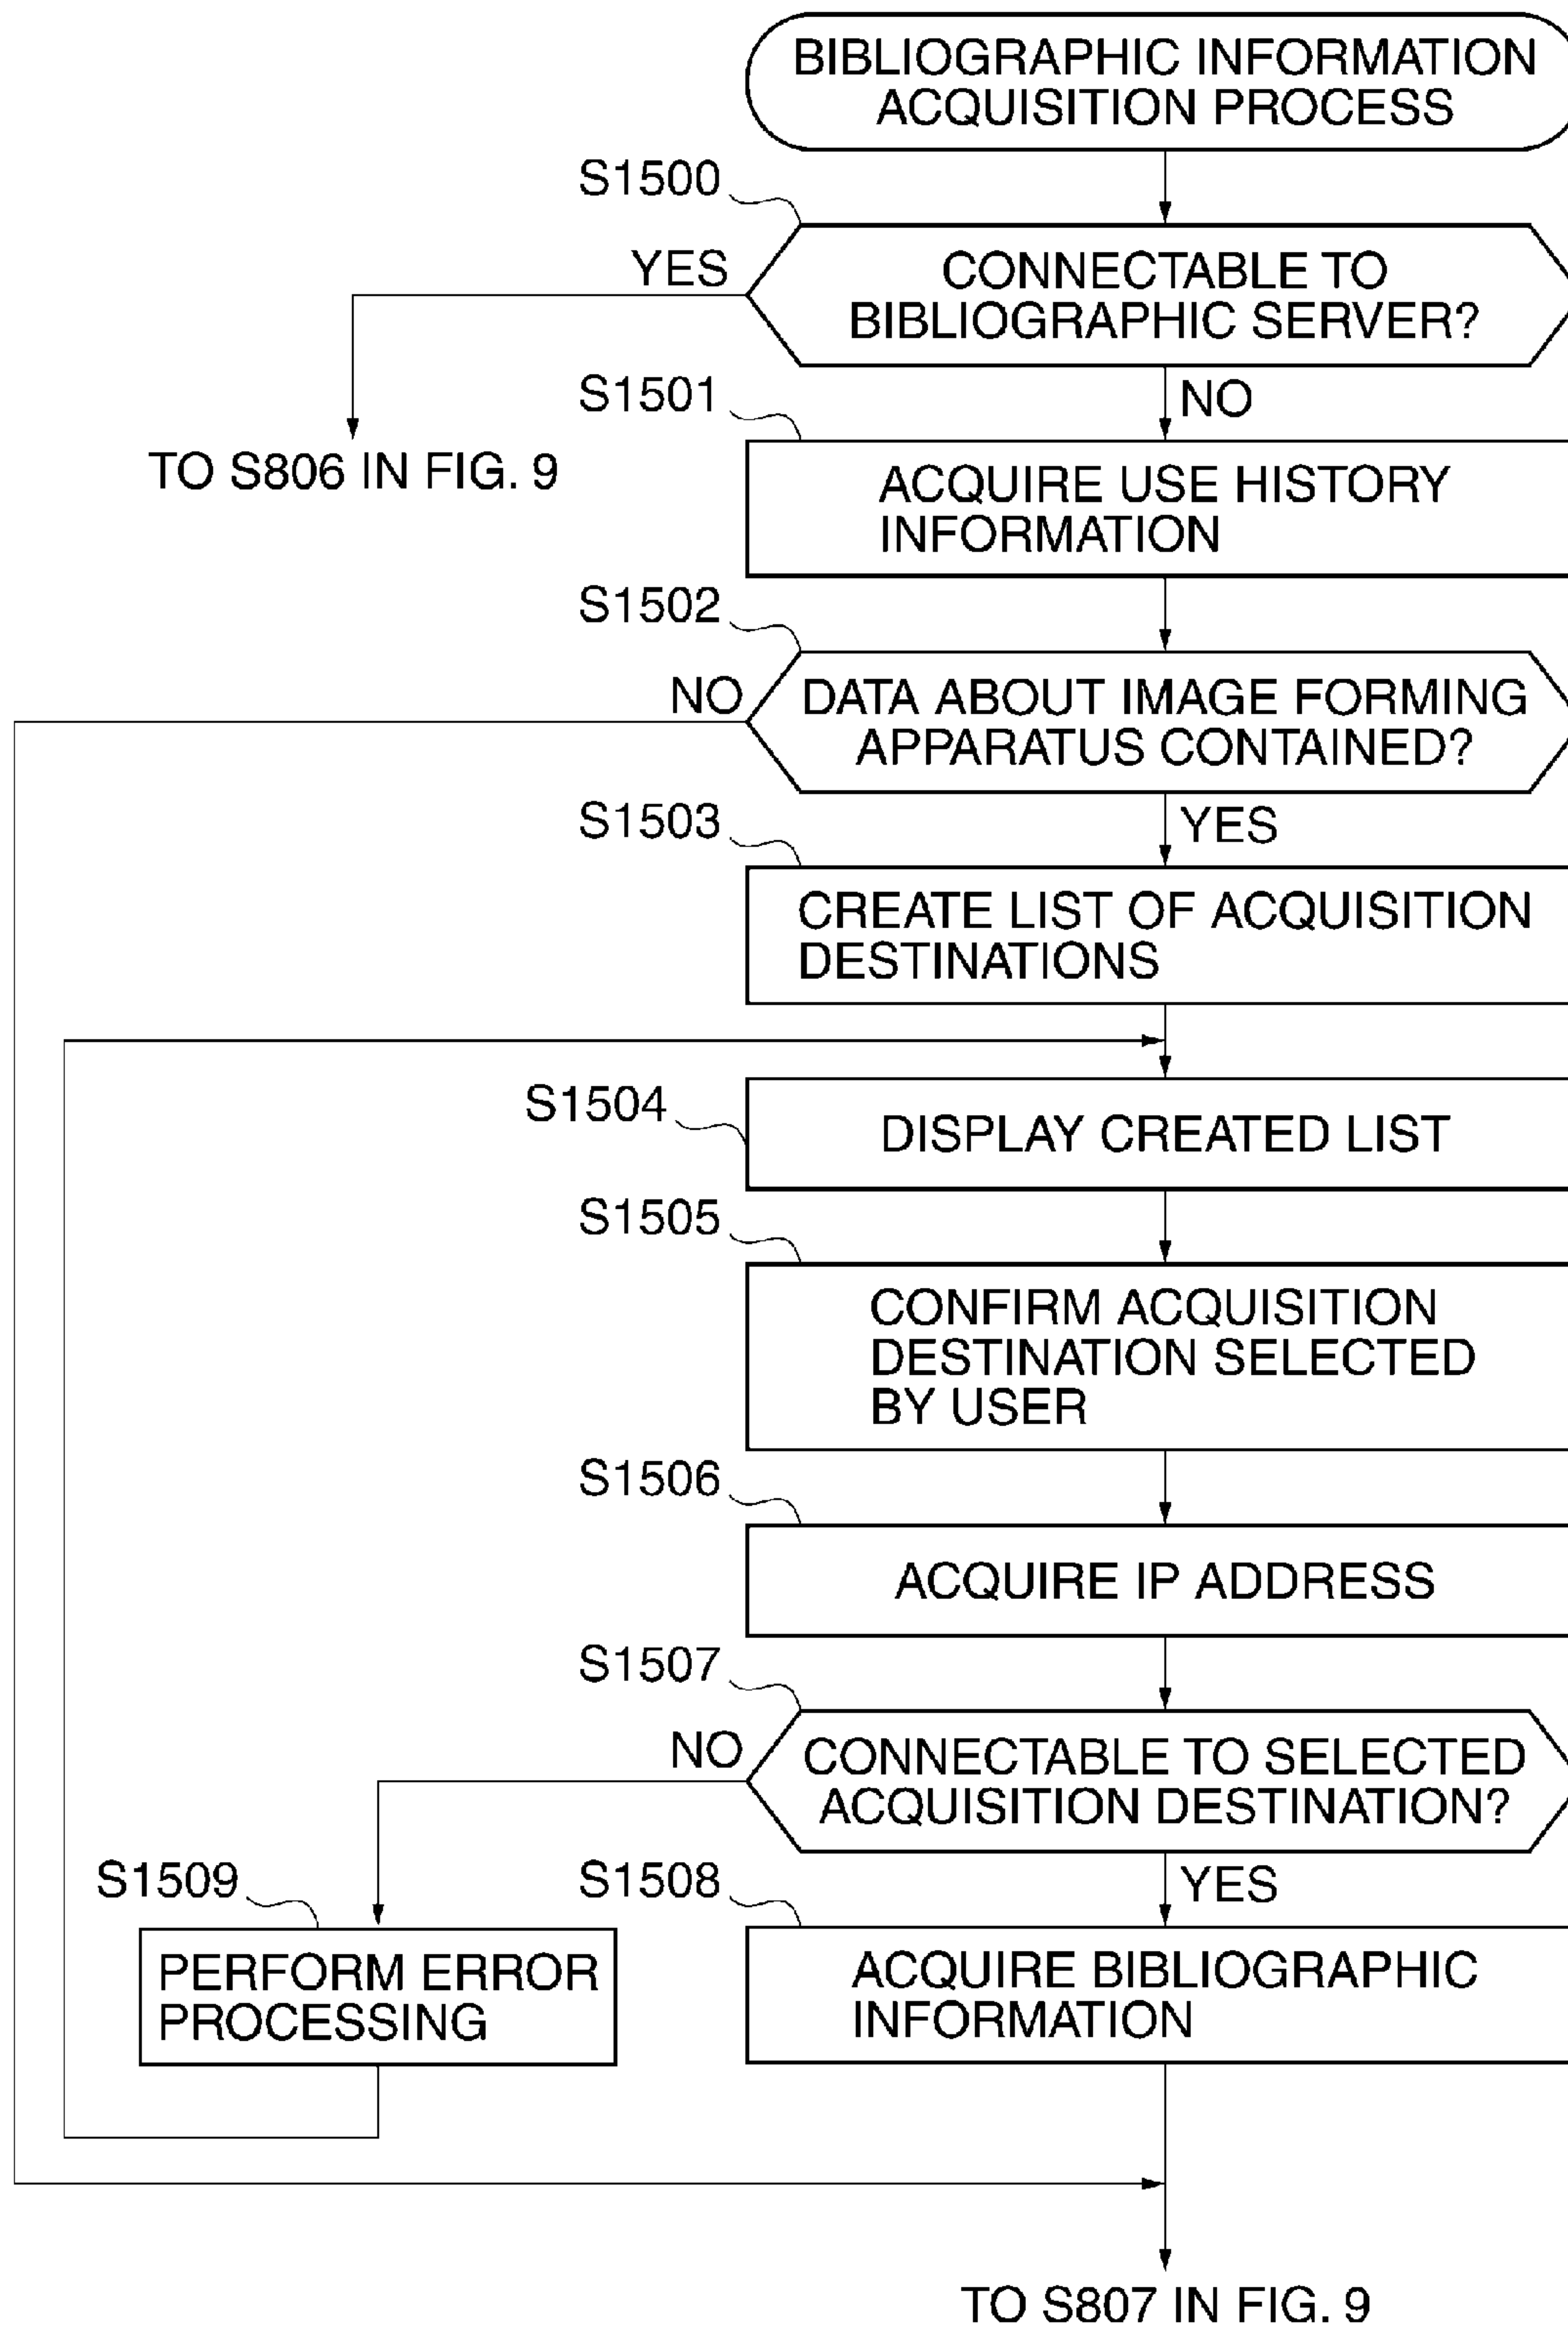 BIBLIOGRAPHIC INFORMATION
ACQUISITION PROCESS
S1500
YES
CONNECTABLE TO
BIBLIOGRAPHIC SERVER?
S1501
NO
TO S806 IN FIG. 9
ACQUIRE USE HISTORY
INFORMATION
S1502
NO
DATA ABOUT IMAGE FORMING
APPARATUS CONTAINED?
S1503
YES
CREATE LIST OF ACQUISITION
DESTINATIONS
S1504
DISPLAY CREATED LIST
S1505
CONFIRM ACQUISITION
DESTINATION SELECTED
BY USER
S1506
ACQUIRE IP ADDRESS
S1507
NO
CONNECTABLE TO SELECTED
ACQUISITION DESTINATION?
S1509
S1508
YES
PERFORM ERROR
PROCESSING
ACQUIRE BIBLIOGRAPHIC
INFORMATION
TO S807 IN FIG. 9